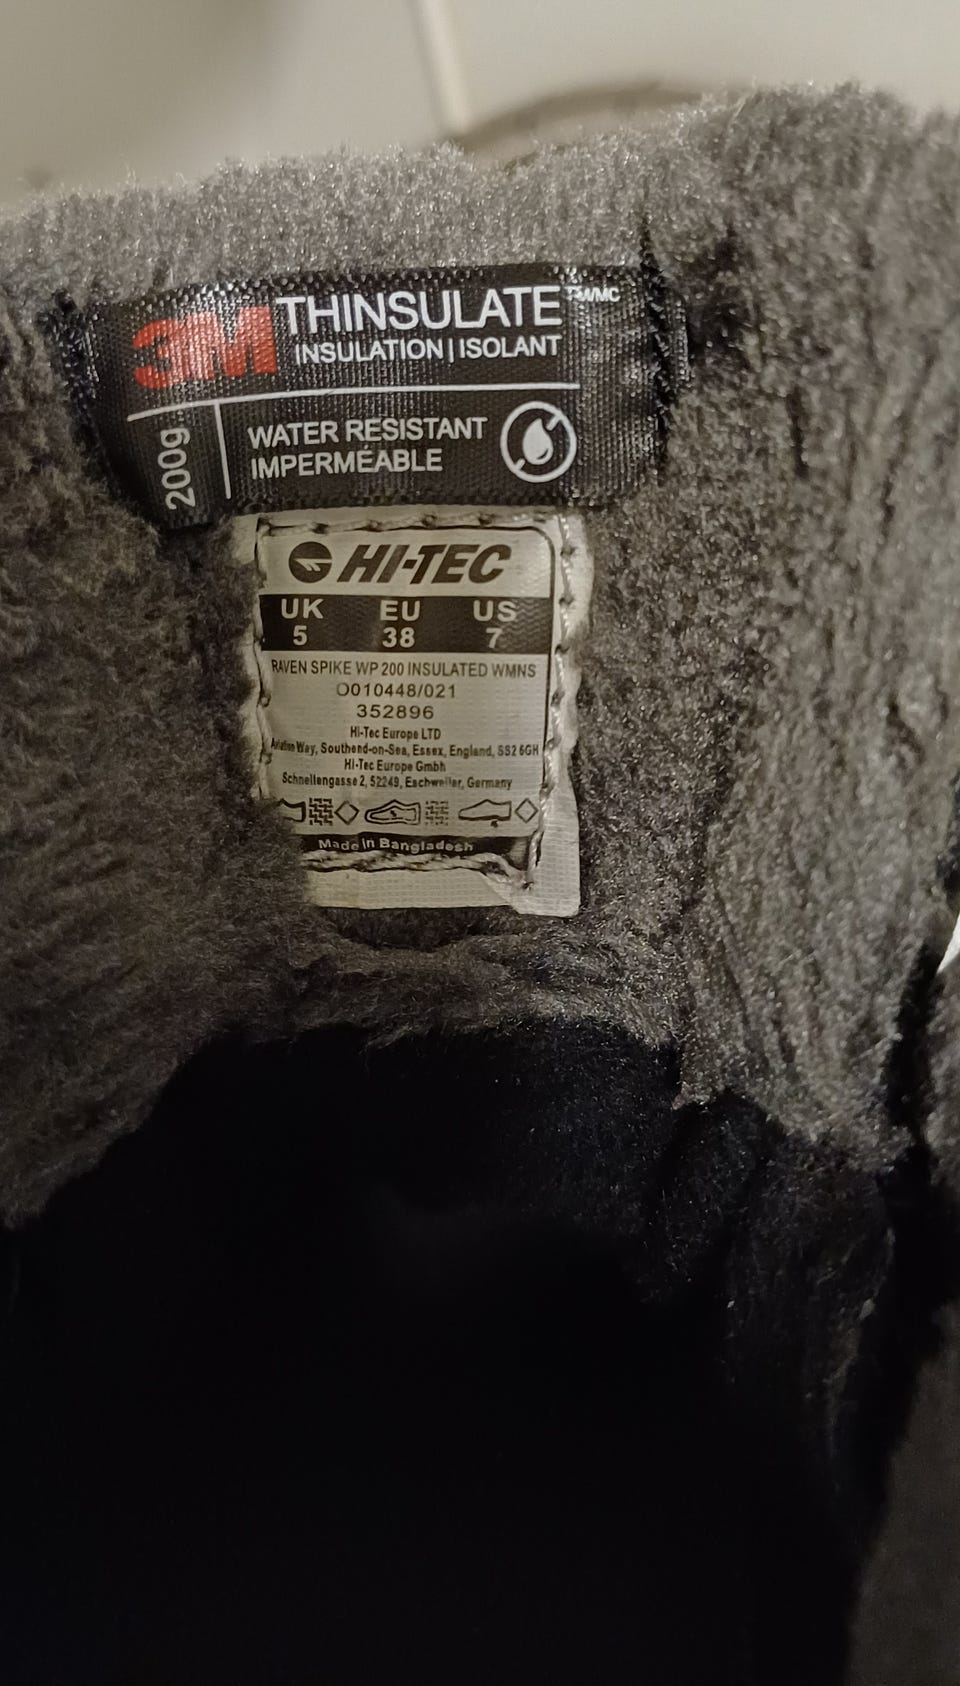 3M THINSULATE™/MC
INSULATION | ISOLANT
200g
WATER RESISTANT
IMPERMÉABLE
HI-TEC
UK EU US
5 38 7
RAVEN SPIKE WP 200 INSULATED WMNS
O010448/021
352896
Hi-Tec Europe LTD
Aviation Way, Southend-on-Sea, Essex, England, SS2 6GH
Hi-Tec Europe Gmbh
Schnellengasse 2, 52249, Eschweiler, Germany
Made in Bangladesh